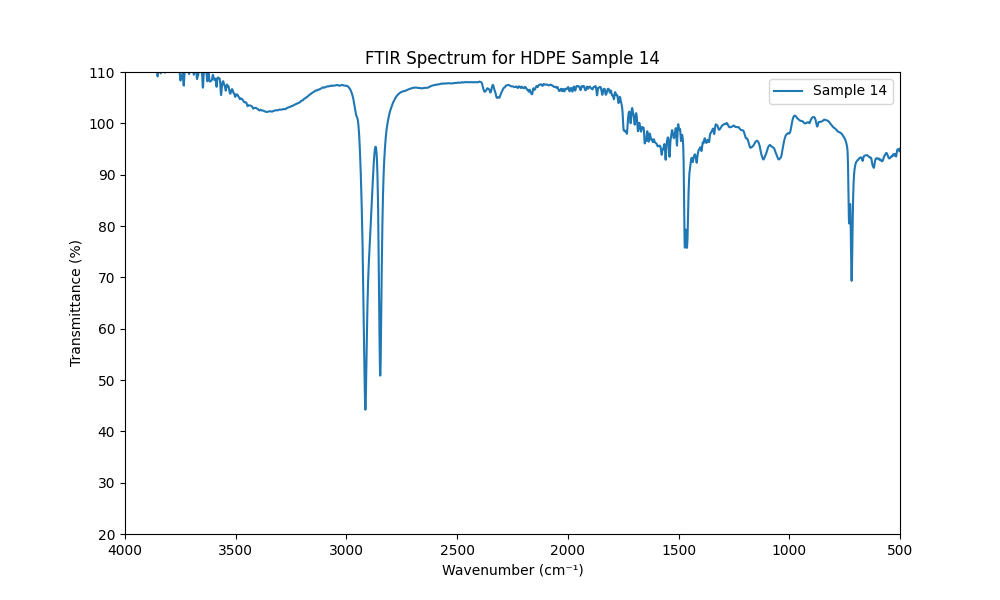 FTIR Spectrum for HDPE Sample 14
Sample 14
Transmittance (%)
110
100
90
80
70
60
50
40
30
20
4000 3500 3000 2500 2000 1500 1000 500
Wavenumber (cm⁻¹)